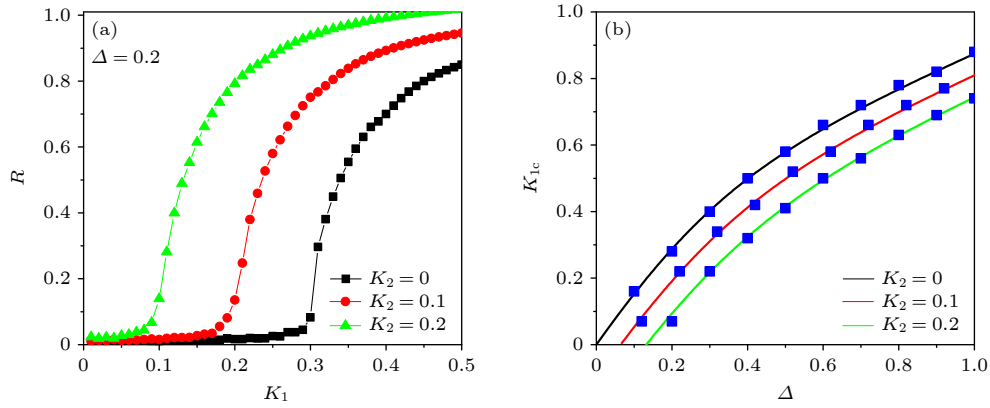 (a)
Δ = 0.2
R
1.0
0.8
0.6
0.4
0.2
0
K₂ = 0
K₂ = 0.1
K₂ = 0.2
0 0.1 0.2 0.3 0.4 0.5
K₁
(b)
K₁c
1.0
0.8
0.6
0.4
0.2
0
K₂ = 0
K₂ = 0.1
K₂ = 0.2
0 0.2 0.4 0.6 0.8 1.0
Δ